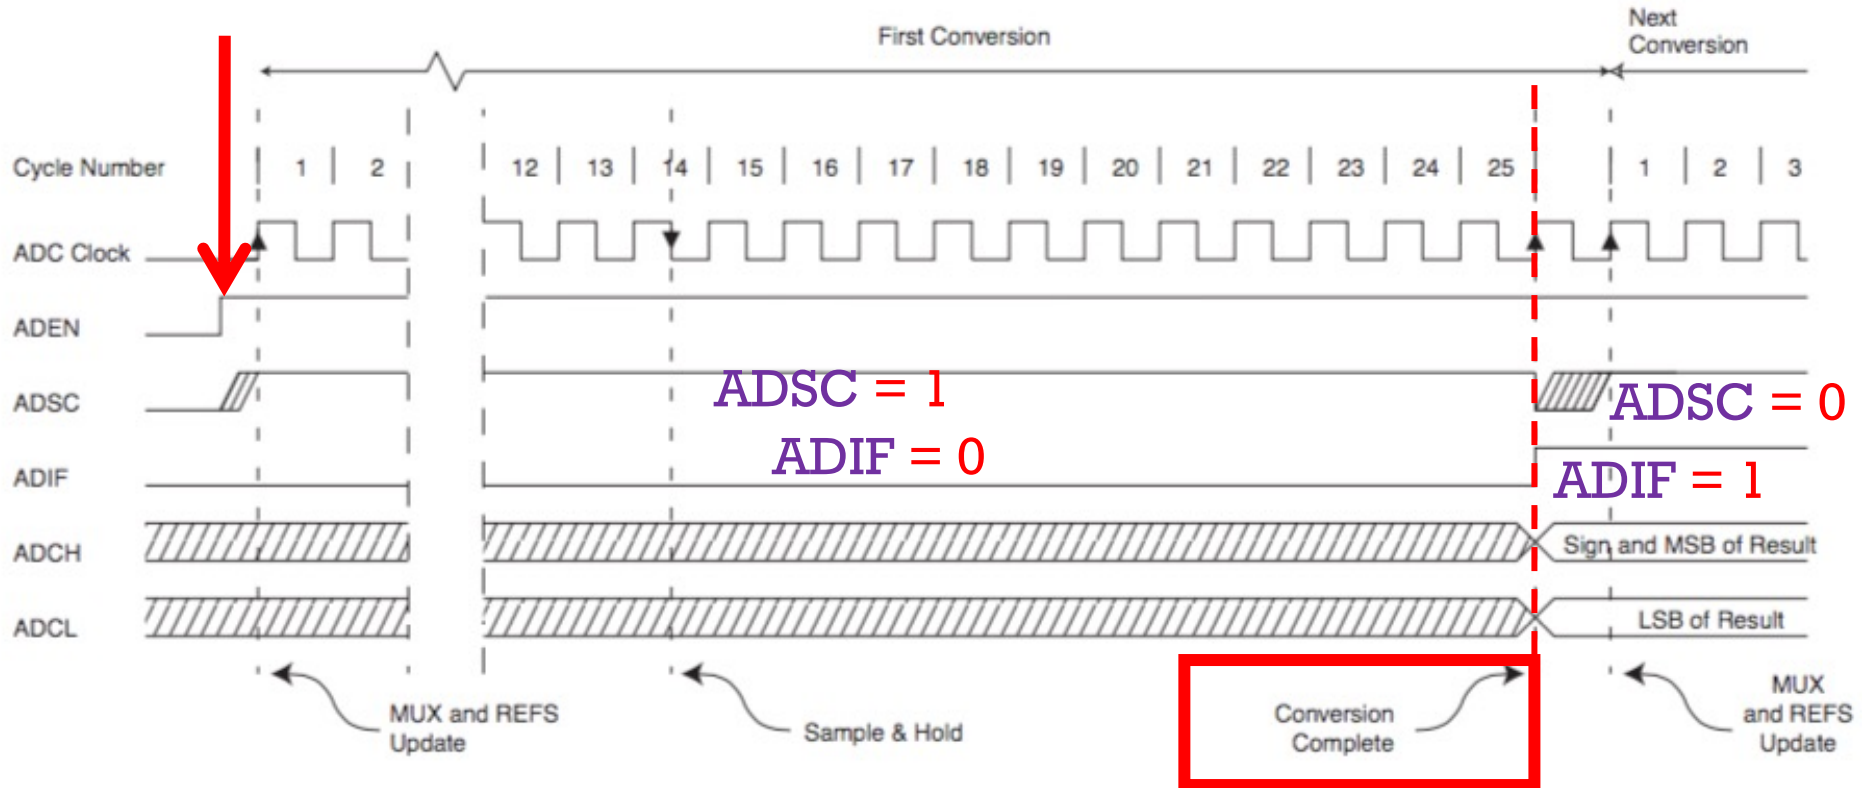 First Conversion
Next
Conversion
Cycle Number 1 2 12 13 14 15 16 17 18 19 20 21 22 23 24 25 1 2 3
ADC Clock
ADEN
ADSC
ADSC = 1
ADSC = 0
ADIF
ADIF = 0
ADIF = 1
ADCH
Sign and MSB of Result
ADCL
LSB of Result
MUX and REFS
Update
Sample & Hold
Conversion
Complete
MUX
and REFS
Update